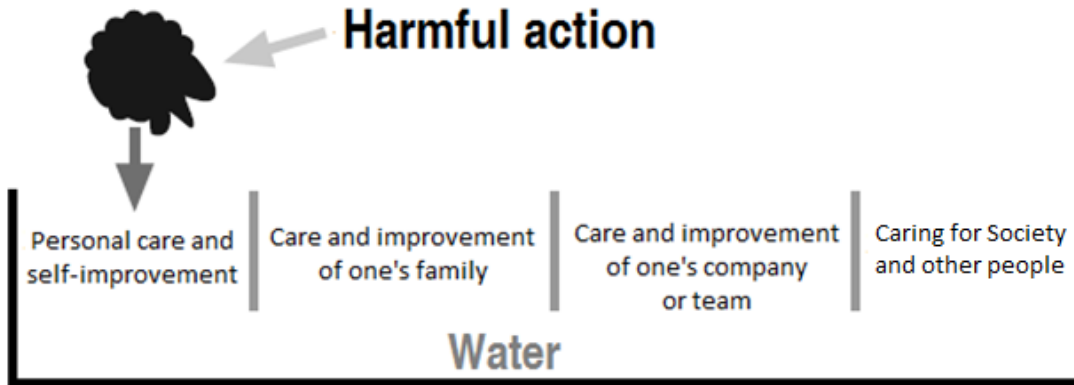 Harmful action
Personal care and
self-improvement
Care and improvement
of one's family
Care and improvement
of one's company
or team
Caring for Society
and other people
Water